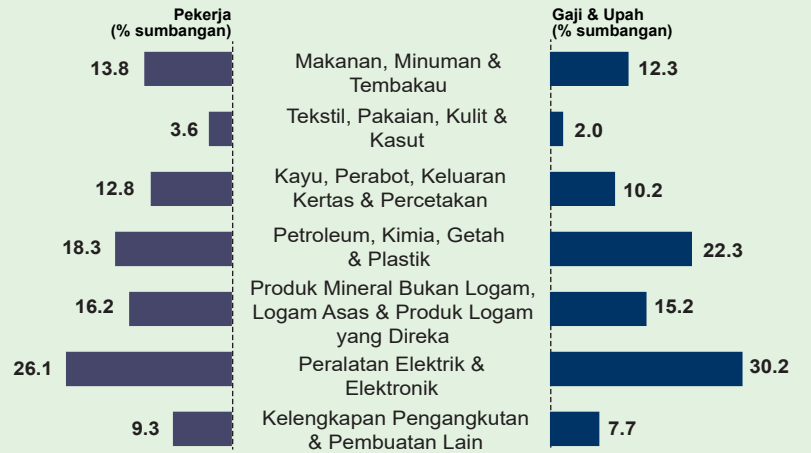 Pekerja
(% sumbangan)
Gaji & Upah
(% sumbangan)
13.8
Makanan, Minuman &
Tembakau
12.3
3.6
Tekstil, Pakaian, Kulit &
Kasut
2.0
12.8
Kayu, Perabot, Keluaran
Kertas & Percetakan
10.2
18.3
Petroleum, Kimia, Getah
& Plastik
22.3
16.2
Produk Mineral Bukan Logam,
Logam Asas & Produk Logam
yang Direka
15.2
26.1
Peralatan Elektrik &
Elektronik
30.2
9.3
Kelengkapan Pengangkutan
& Pembuatan Lain
7.7